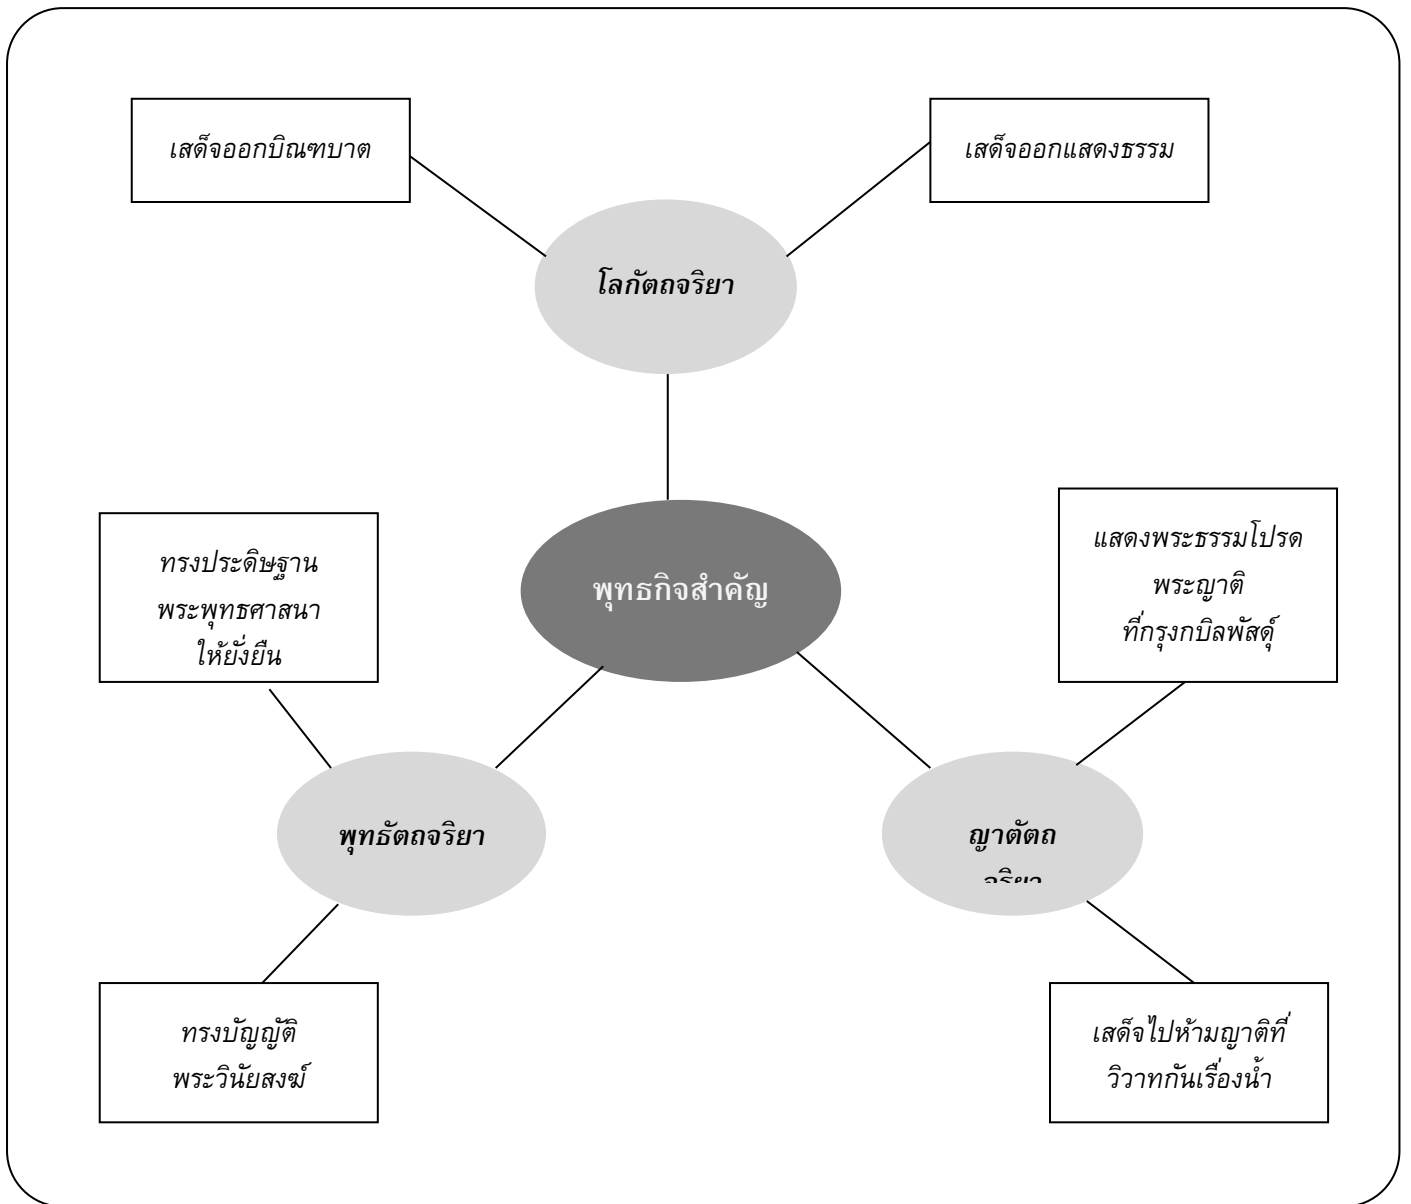 เสด็จออกบิณฑบาต
เสด็จออกแสดงธรรม
โลกัตถจริยา
พุทธกิจสำคัญ
ทรงประดิษฐาน
พระพุทธศาสนา
ให้ยั่งยืน
แสดงพระธรรมโปรด
พระญาติ
ที่กรุงกบิลพัสดุ์
พุทธัตถจริยา
ญาตัตถ
จริยา
ทรงบัญญัติ
พระวินัยสงฆ์
เสด็จไปห้ามญาติที่
วิวาทกันเรื่องน้ำ